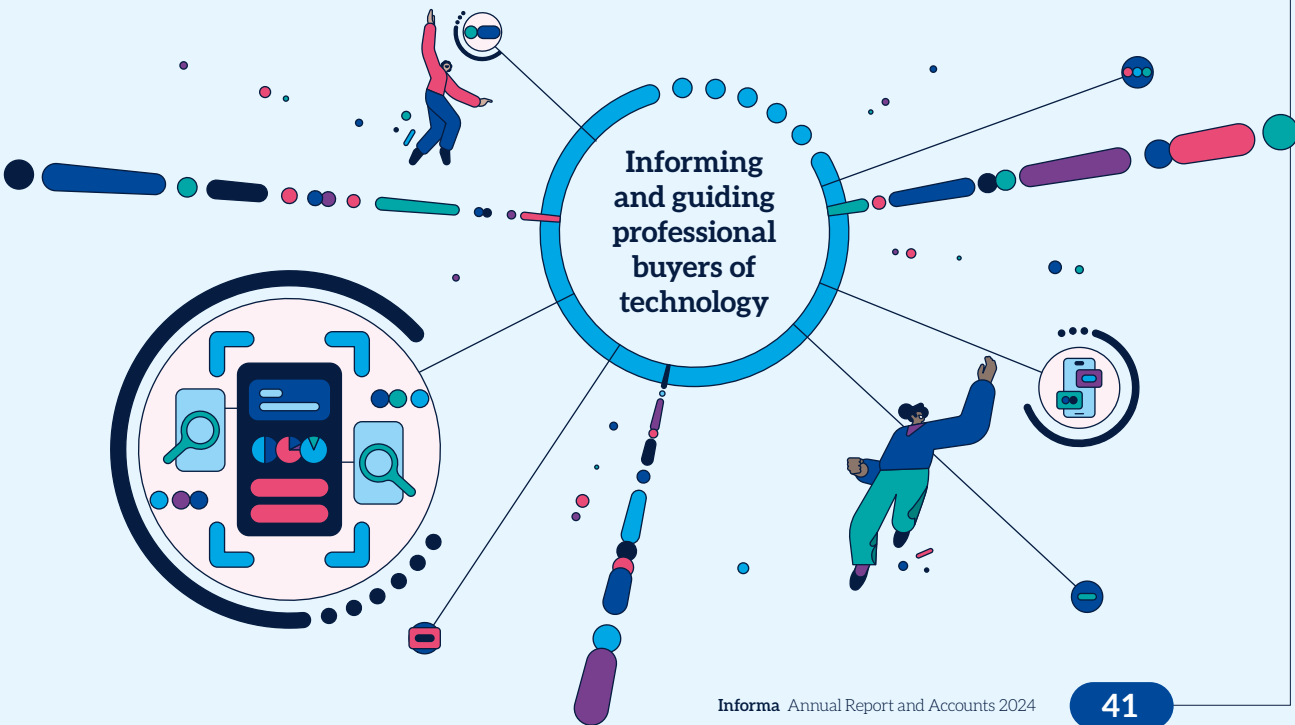 Informing
and guiding
professional
buyers of
technology
Informa Annual Report and Accounts 2024
41